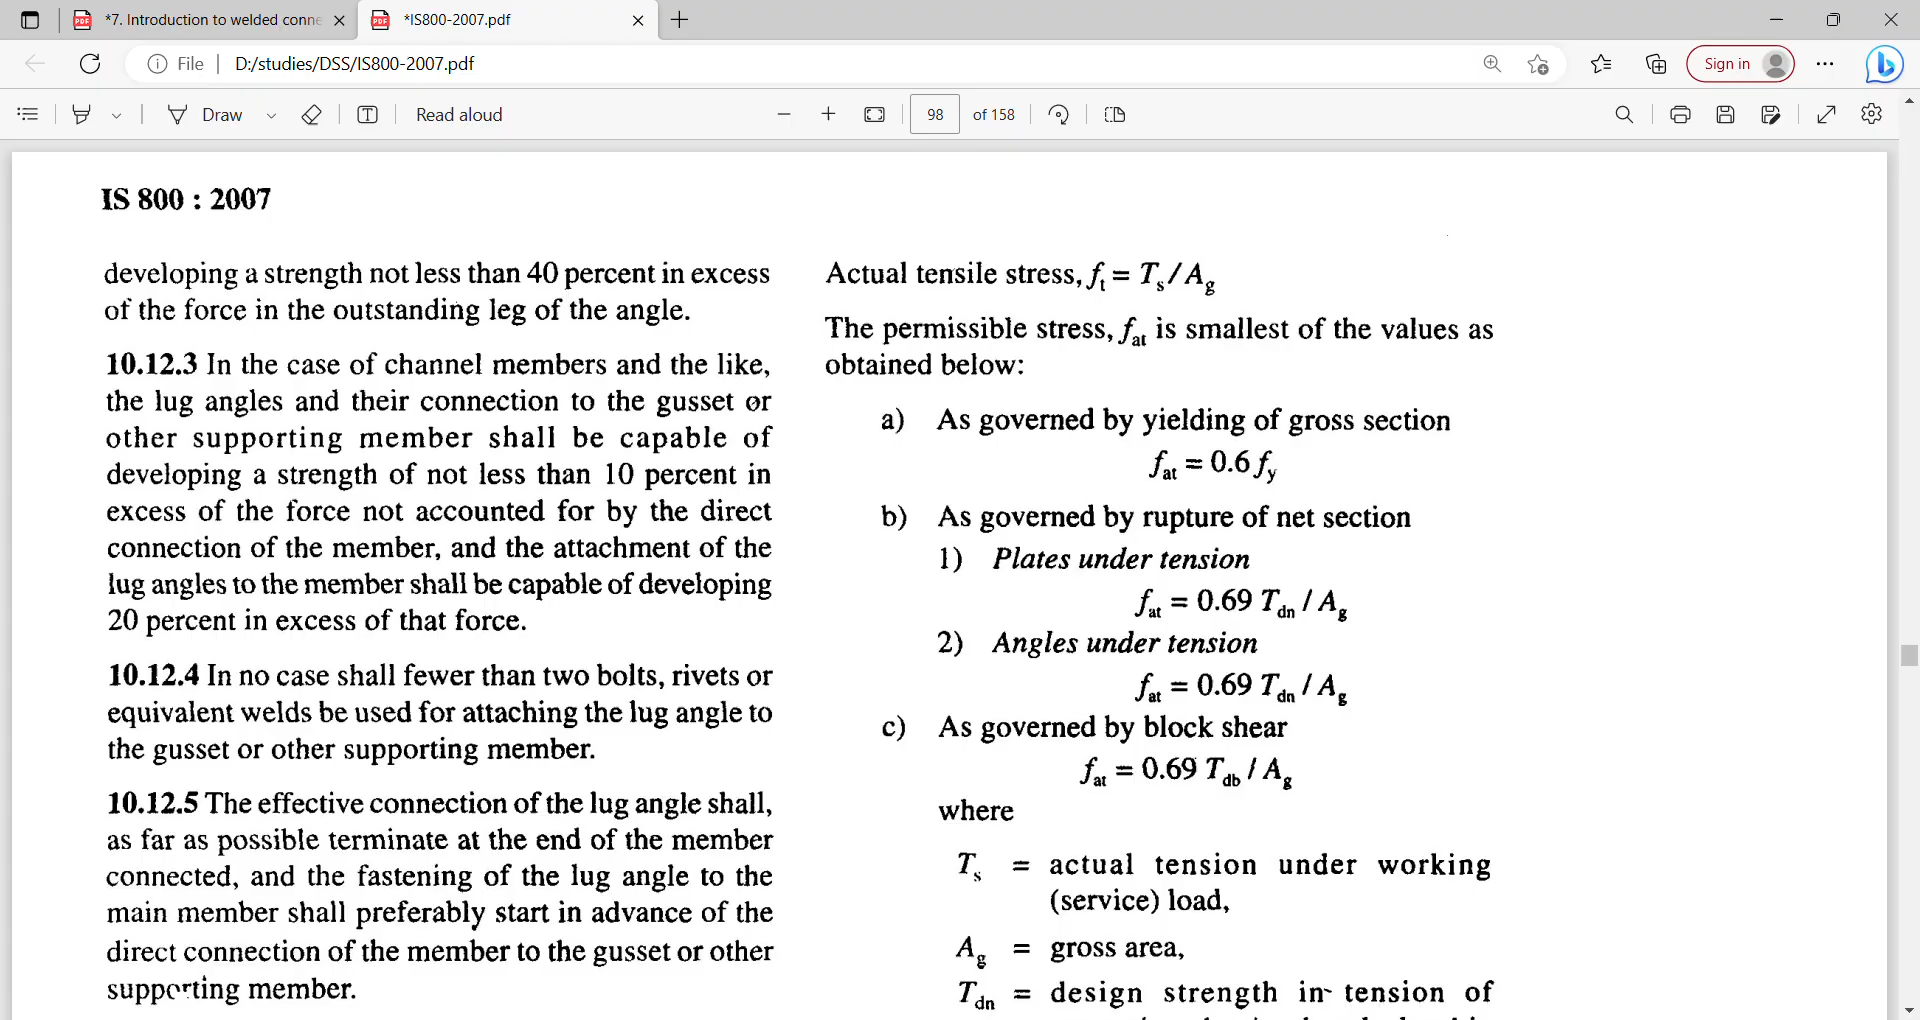 *7. Introduction to welded conne
*IS800-2007.pdf
File
D:/studies/DSS/IS800-2007.pdf
Sign in
Draw
Read aloud
98
of 158
IS 800 : 2007
developing a strength not less than 40 percent in excess
of the force in the outstanding leg of the angle.
10.12.3 In the case of channel members and the like,
the lug angles and their connection to the gusset or
other supporting member shall be capable of
developing a strength of not less than 10 percent in
excess of the force not accounted for by the direct
connection of the member, and the attachment of the
lug angles to the member shall be capable of developing
20 percent in excess of that force.
10.12.4 In no case shall fewer than two bolts, rivets or
equivalent welds be used for attaching the lug angle to
the gusset or other supporting member.
10.12.5 The effective connection of the lug angle shall,
as far as possible terminate at the end of the member
connected, and the fastening of the lug angle to the
main member shall preferably start in advance of the
direct connection of the member to the gusset or other
supporting member.
Actual tensile stress, ft = Ts / Ag
The permissible stress, fat is smallest of the values as
obtained below:
a) As governed by yielding of gross section
fat = 0.6 fy
b) As governed by rupture of net section
1) Plates under tension
fat = 0.69 Tdn / Ag
2) Angles under tension
fat = 0.69 Tdn / Ag
c) As governed by block shear
fat = 0.69 Tdb / Ag
where
Ts = actual tension under working
(service) load,
Ag = gross area,
Tdn = design strength in tension of